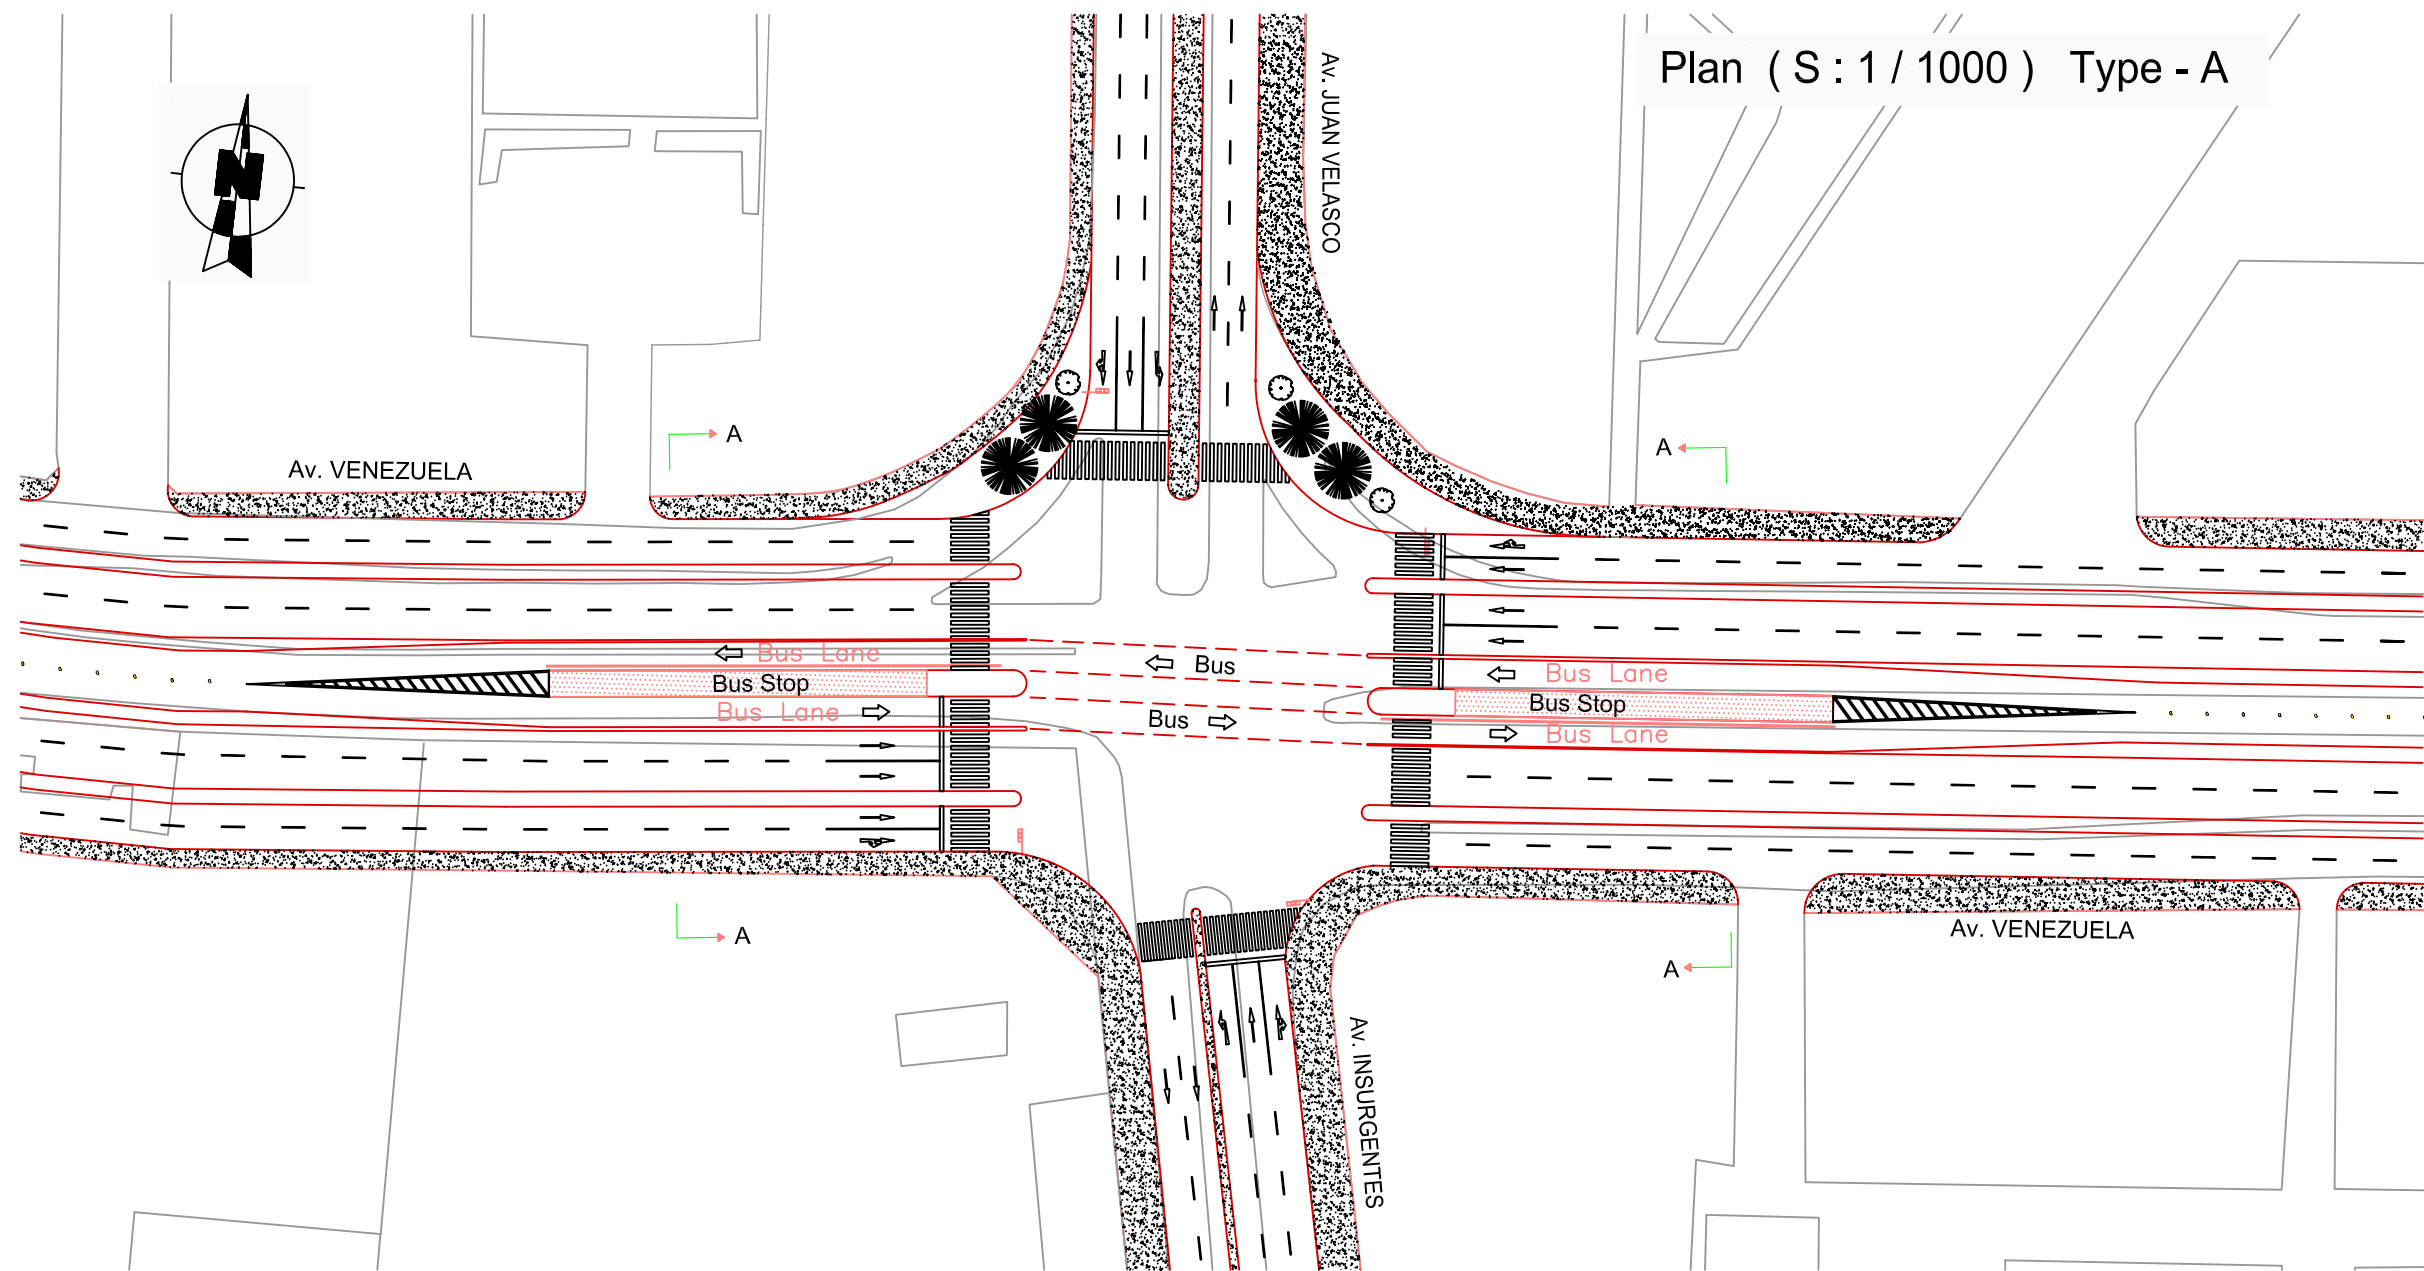 Plan ( S : 1 / 1000 ) Type - A
N
Av. JUAN VELASCO
A
A
Av. VENEZUELA
Bus Lane
Bus
Bus Lane
Bus Stop
Bus Stop
Bus Lane
Bus
Bus Lane
A
Av. VENEZUELA
A
Av. INSURGENTES